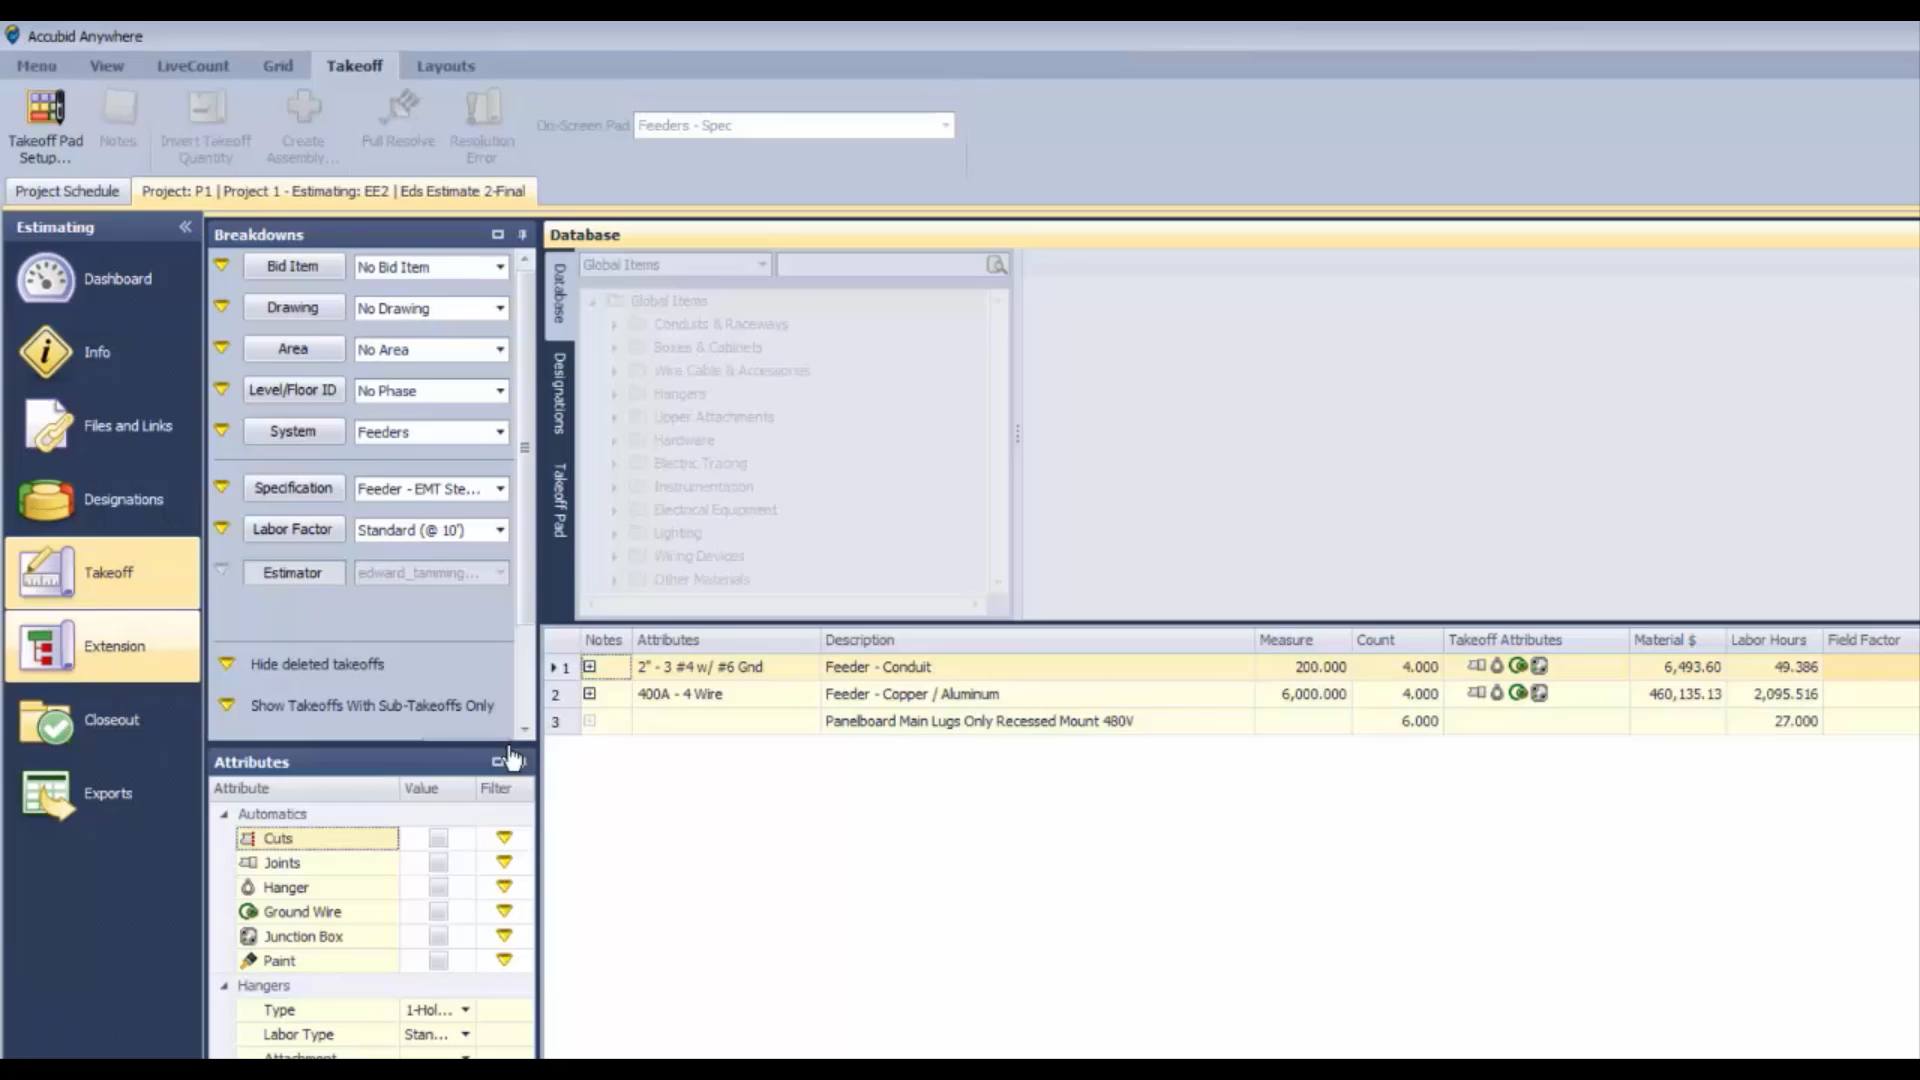 Accubid Anywhere
Menu View LiveCount Grid Takeoff Layouts
Takeoff Pad Setup... Notes Invert Takeoff Quantity Create Assembly... Full Resolve Resolution Error On-Screen Pad Feeders - Spec
Project Schedule Project: P1 | Project 1 - Estimating: EE2 | Eds Estimate 2-Final
Estimating
Dashboard
Info
Files and Links
Designations
Takeoff
Extension
Closeout
Exports
Breakdowns
Bid Item No Bid Item
Drawing No Drawing
Area No Area
Level/Floor ID No Phase
System Feeders
Specification Feeder - EMT Ste...
Labor Factor Standard (@ 10')
Estimator edward_tamming...
Hide deleted takeoffs
Show Takeoffs With Sub-Takeoffs Only
Attributes
Attribute Value Filter
Automatics
Cuts
Joints
Hanger
Ground Wire
Junction Box
Paint
Hangers
Type 1-Hol...
Labor Type Stan...
Attachment
Database
Database
Designations
Takeoff Pad
Global Items
Global Items
Conduits & Raceways
Boxes & Cabinets
Wire Cable & Accessories
Hangers
Upper Attachments
Hardware
Electric Tracing
Instrumentation
Electrical Equipment
Lighting
Wiring Devices
Other Materials
Notes Attributes Description Measure Count Takeoff Attributes Material $ Labor Hours Field Factor
1 2" - 3 #4 w/ #6 Gnd Feeder - Conduit 200.000 4.000 6,493.60 49.386
2 400A - 4 Wire Feeder - Copper / Aluminum 6,000.000 4.000 460,135.13 2,095.516
3 Panelboard Main Lugs Only Recessed Mount 480V 6.000 27.000